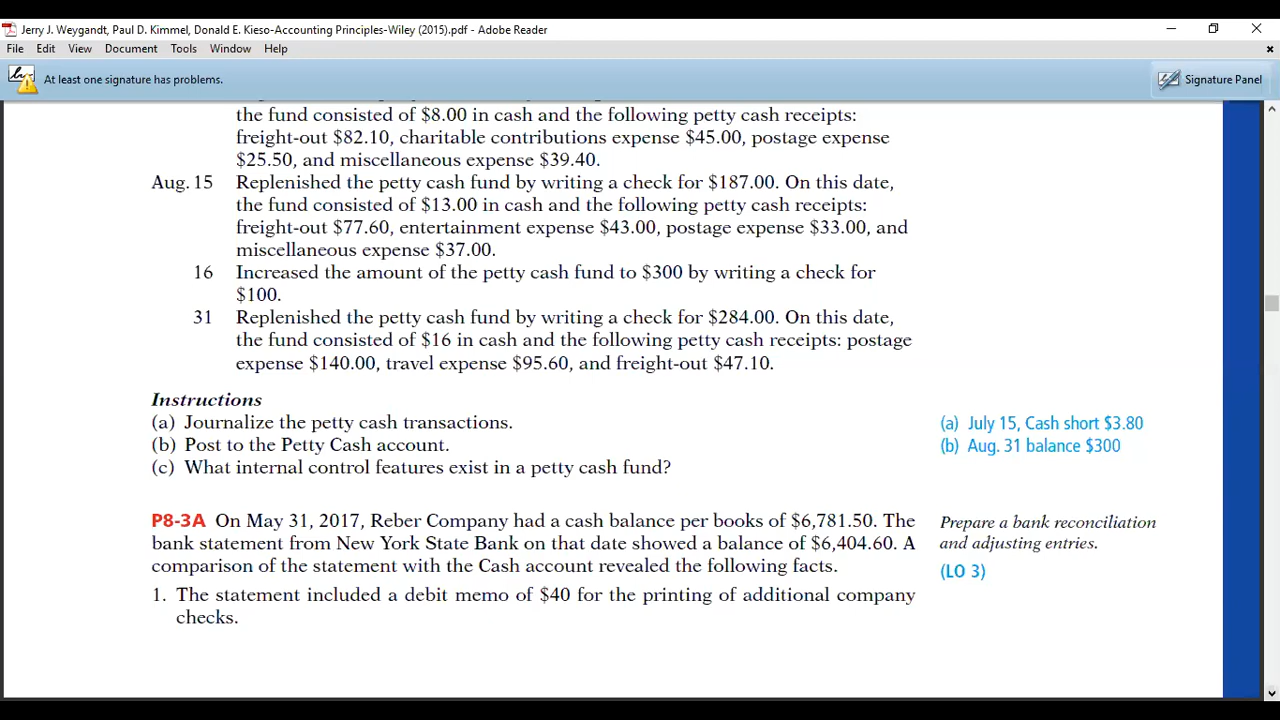 Jerry J. Weygandt, Paul D. Kimmel, Donald E. Kieso-Accounting Principles-Wiley (2015).pdf - Adobe Reader
File Edit View Document Tools Window Help
At least one signature has problems.
Signature Panel
the fund consisted of $8.00 in cash and the following petty cash receipts:
freight-out $82.10, charitable contributions expense $45.00, postage expense
$25.50, and miscellaneous expense $39.40.
Aug. 15 Replenished the petty cash fund by writing a check for $187.00. On this date,
the fund consisted of $13.00 in cash and the following petty cash receipts:
freight-out $77.60, entertainment expense $43.00, postage expense $33.00, and
miscellaneous expense $37.00.
16 Increased the amount of the petty cash fund to $300 by writing a check for
$100.
31 Replenished the petty cash fund by writing a check for $284.00. On this date,
the fund consisted of $16 in cash and the following petty cash receipts: postage
expense $140.00, travel expense $95.60, and freight-out $47.10.
Instructions
(a) Journalize the petty cash transactions.
(b) Post to the Petty Cash account.
(c) What internal control features exist in a petty cash fund?
(a) July 15, Cash short $3.80
(b) Aug. 31 balance $300
P8-3A On May 31, 2017, Reber Company had a cash balance per books of $6,781.50. The
bank statement from New York State Bank on that date showed a balance of $6,404.60. A
comparison of the statement with the Cash account revealed the following facts.
Prepare a bank reconciliation
and adjusting entries.
(LO 3)
1. The statement included a debit memo of $40 for the printing of additional company
checks.